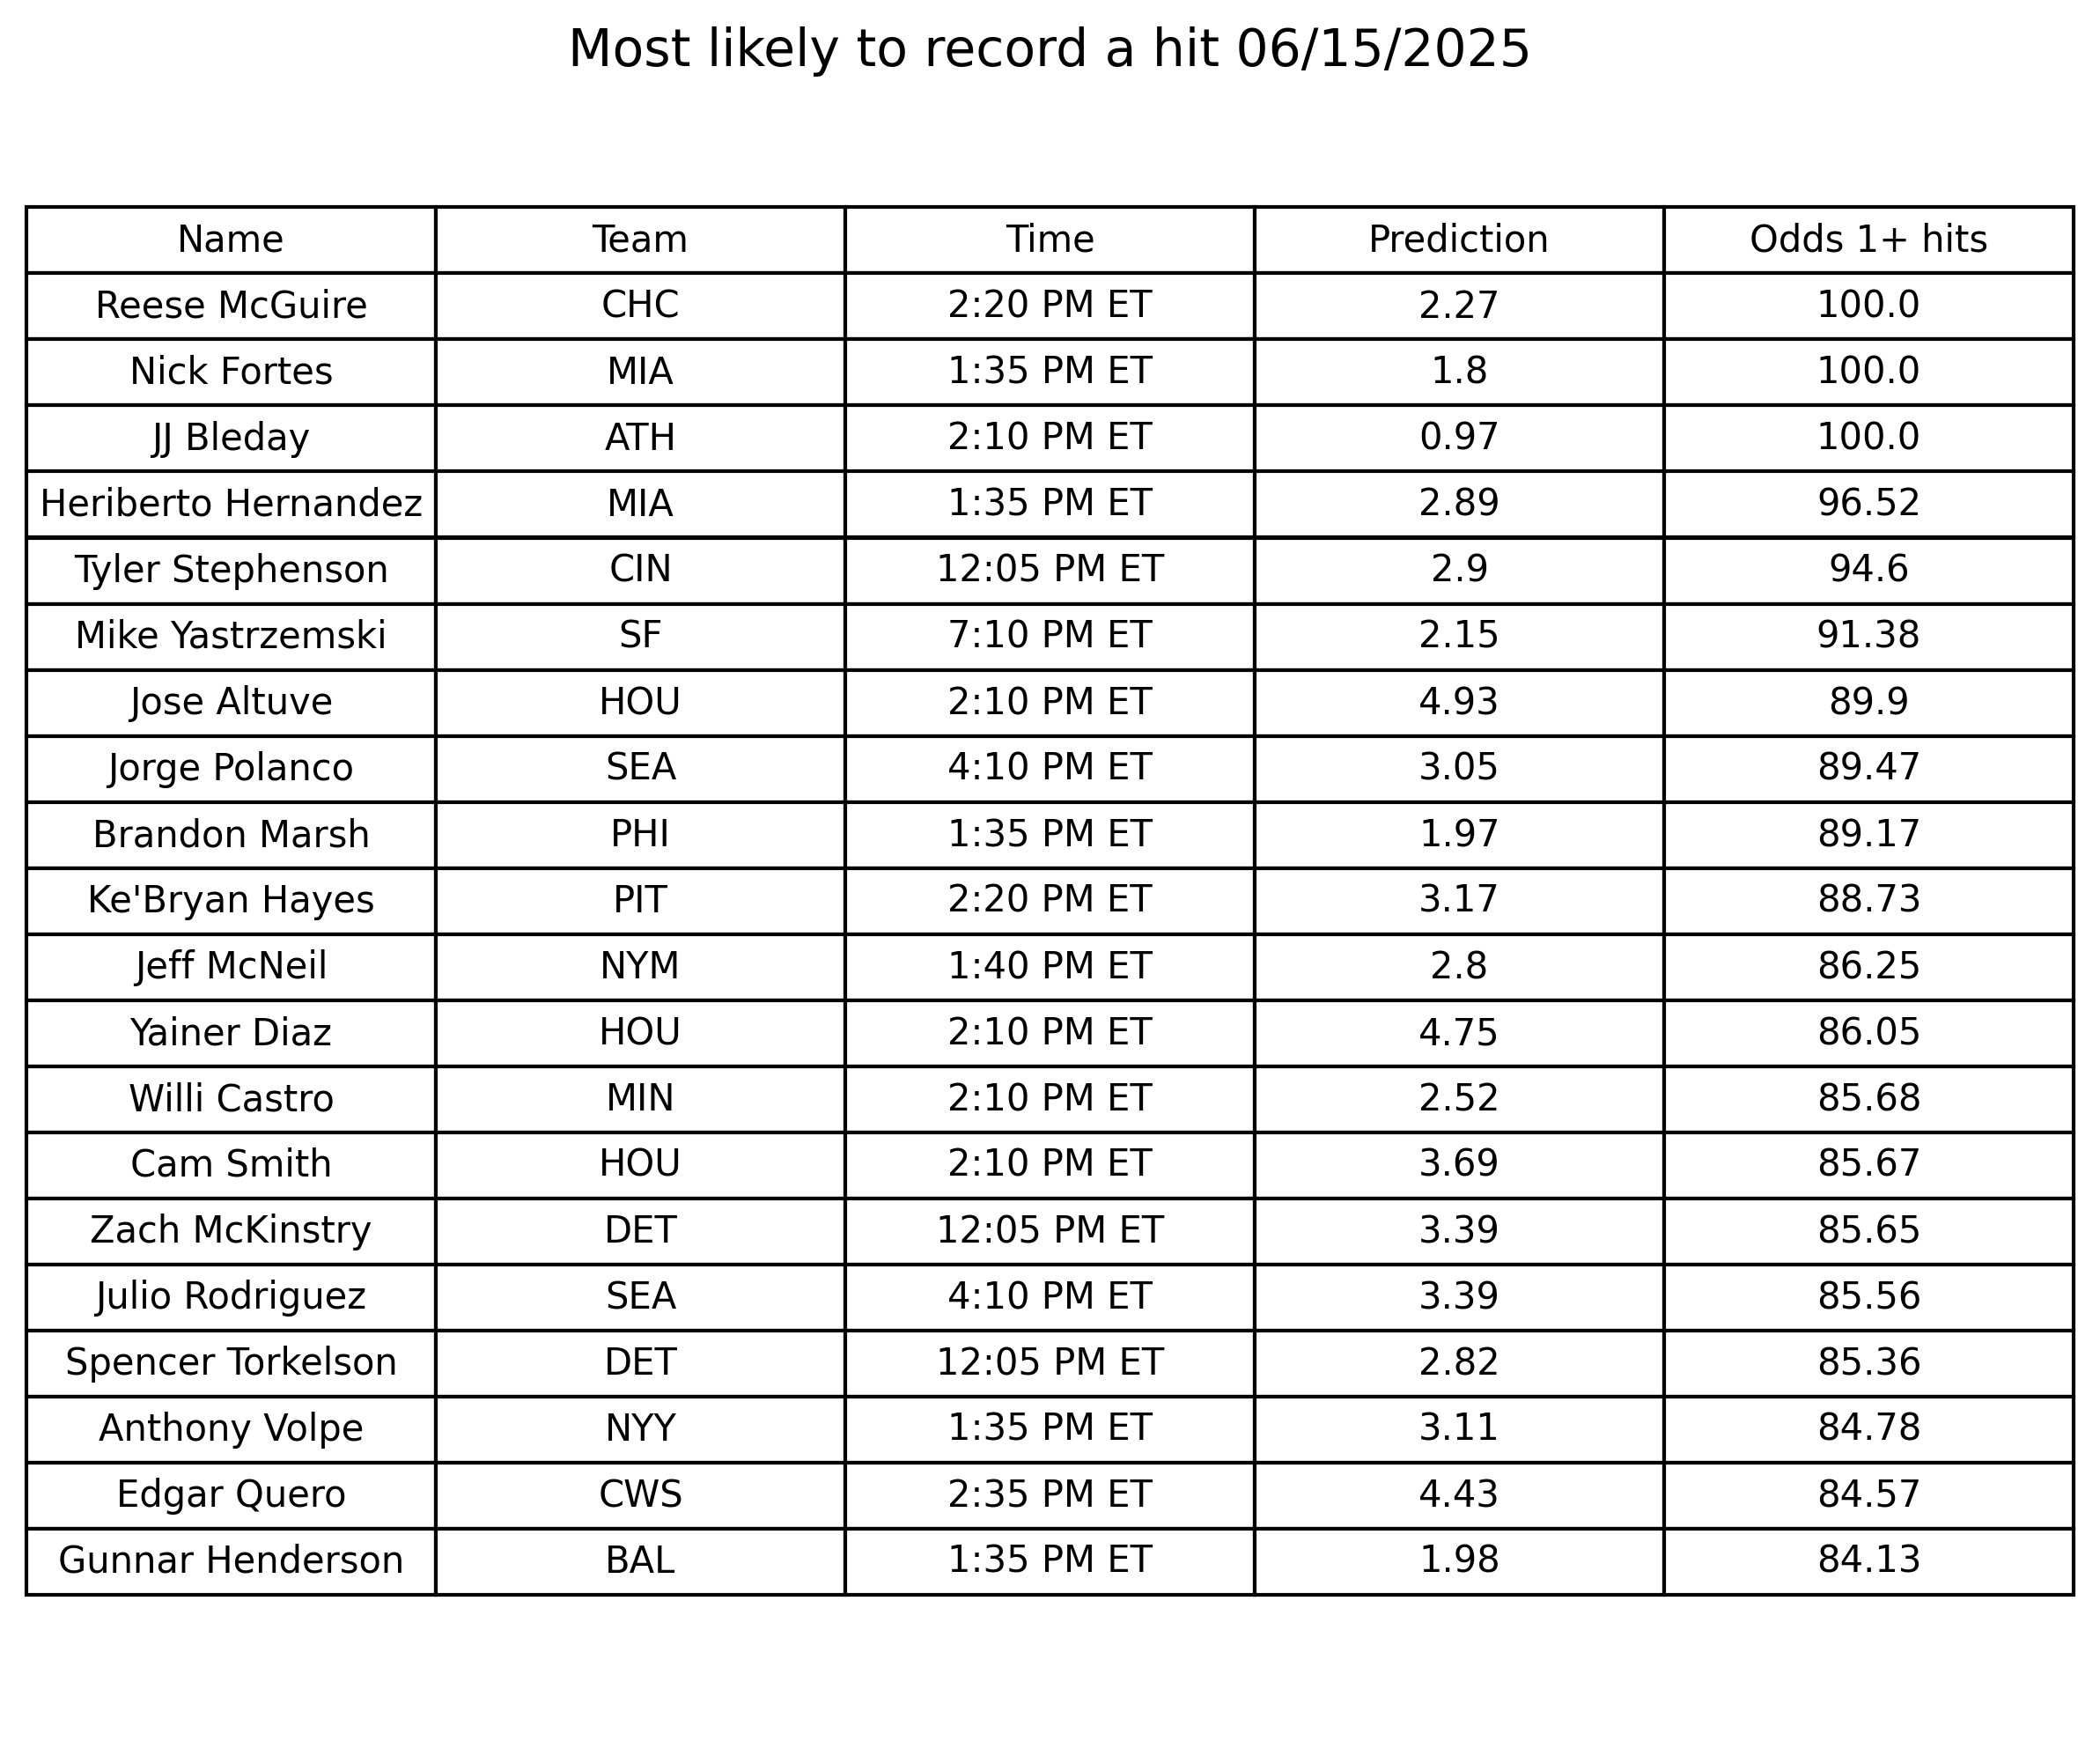 Most likely to record a hit 06/15/2025
Name Team Time Prediction Odds 1+ hits
Reese McGuire CHC 2:20 PM ET 2.27 100.0
Nick Fortes MIA 1:35 PM ET 1.8 100.0
JJ Bleday ATH 2:10 PM ET 0.97 100.0
Heriberto Hernandez MIA 1:35 PM ET 2.89 96.52
Tyler Stephenson CIN 12:05 PM ET 2.9 94.6
Mike Yastrzemski SF 7:10 PM ET 2.15 91.38
Jose Altuve HOU 2:10 PM ET 4.93 89.9
Jorge Polanco SEA 4:10 PM ET 3.05 89.47
Brandon Marsh PHI 1:35 PM ET 1.97 89.17
Ke'Bryan Hayes PIT 2:20 PM ET 3.17 88.73
Jeff McNeil NYM 1:40 PM ET 2.8 86.25
Yainer Diaz HOU 2:10 PM ET 4.75 86.05
Willi Castro MIN 2:10 PM ET 2.52 85.68
Cam Smith HOU 2:10 PM ET 3.69 85.67
Zach McKinstry DET 12:05 PM ET 3.39 85.65
Julio Rodriguez SEA 4:10 PM ET 3.39 85.56
Spencer Torkelson DET 12:05 PM ET 2.82 85.36
Anthony Volpe NYY 1:35 PM ET 3.11 84.78
Edgar Quero CWS 2:35 PM ET 4.43 84.57
Gunnar Henderson BAL 1:35 PM ET 1.98 84.13